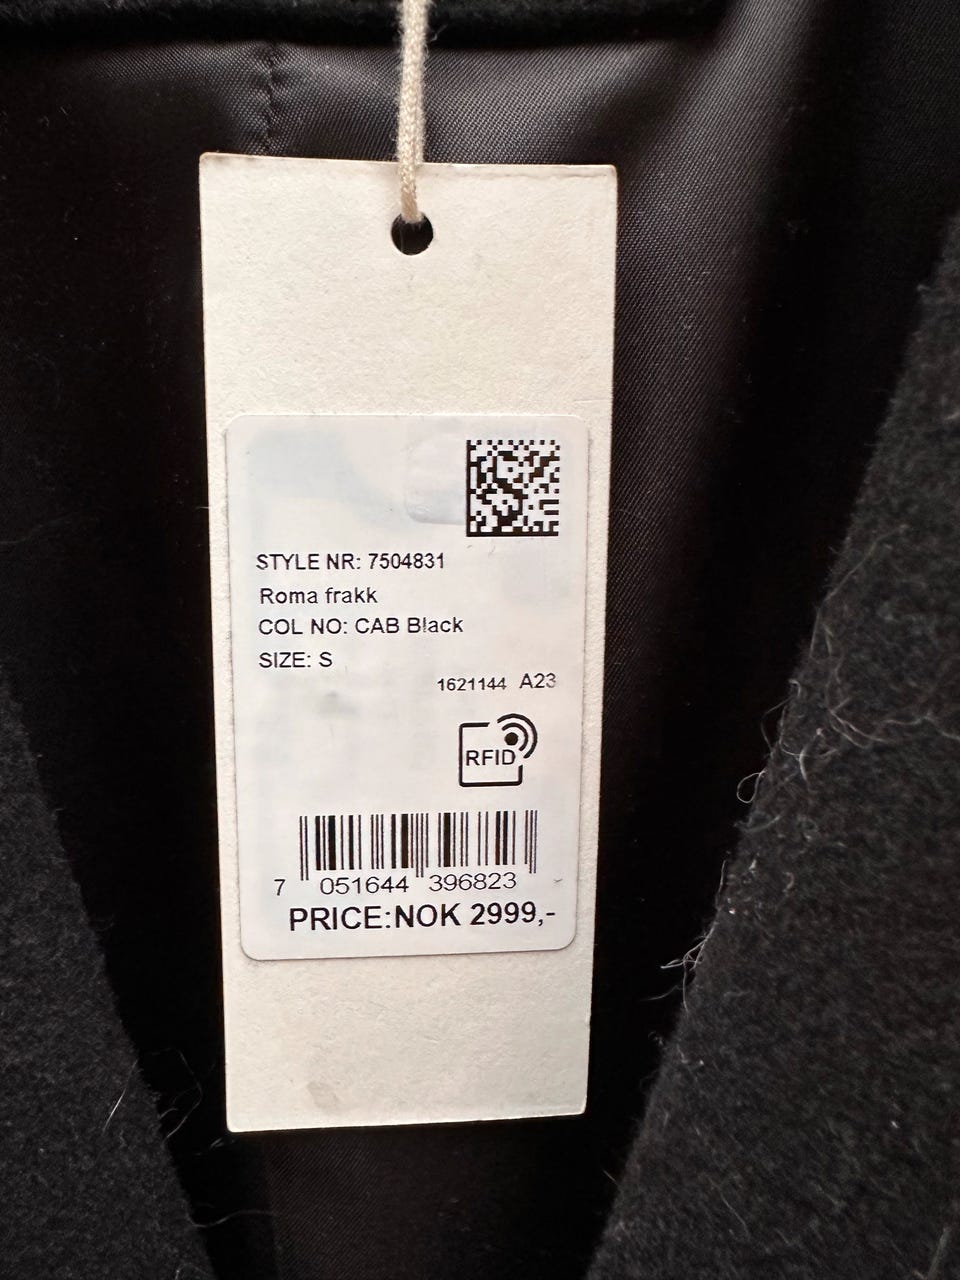 STYLE NR: 7504831
Roma frakk
COL NO: CAB Black
SIZE: S
1621144 A23
RFID
7 051644 396823
PRICE:NOK 2999,-